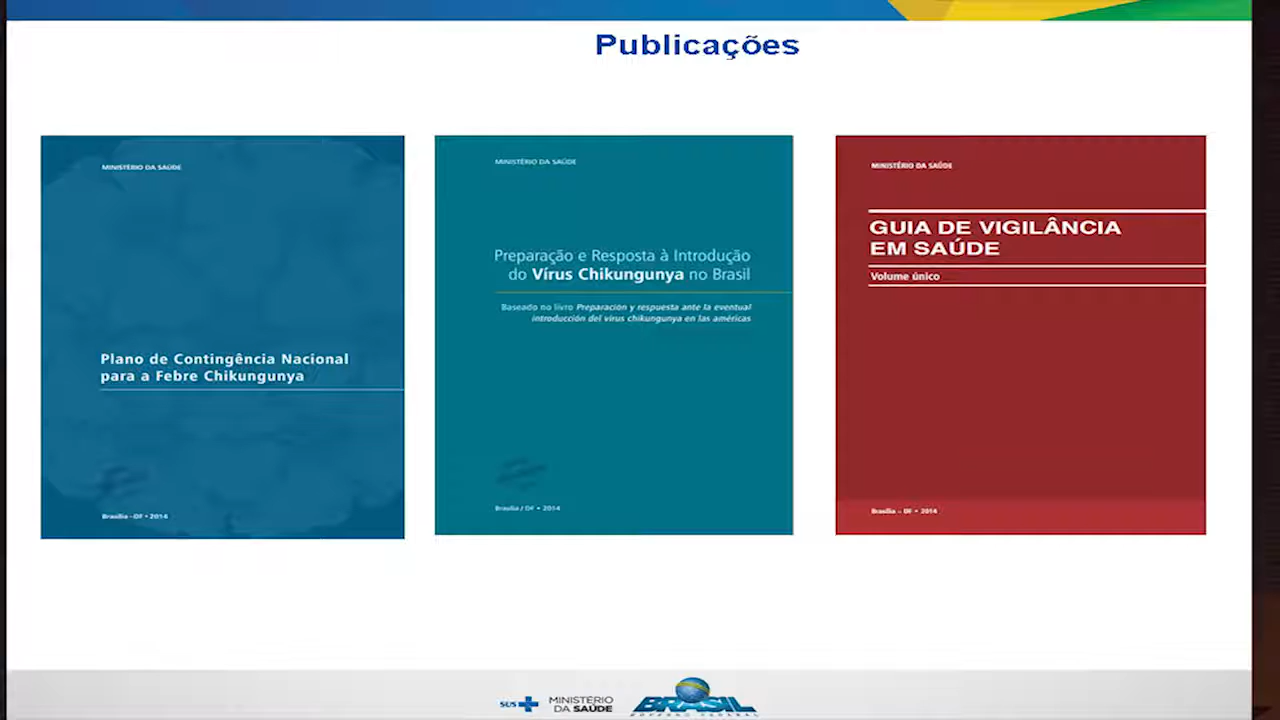 Publicações
MINISTÉRIO DA SAÚDE
Plano de Contingência Nacional
para a Febre Chikungunya
Brasília - DF • 2014
MINISTÉRIO DA SAÚDE
Preparação e Resposta à Introdução
do Vírus Chikungunya no Brasil
Baseado no livro Preparación y respuesta ante la eventual
introducción del virus chikungunya en las américas
Brasília / DF • 2014
MINISTÉRIO DA SAÚDE
GUIA DE VIGILÂNCIA
EM SAÚDE
Volume único
Brasília – DF • 2014
SUS
MINISTÉRIO
DA SAÚDE
BRASIL
GOVERNO FEDERAL